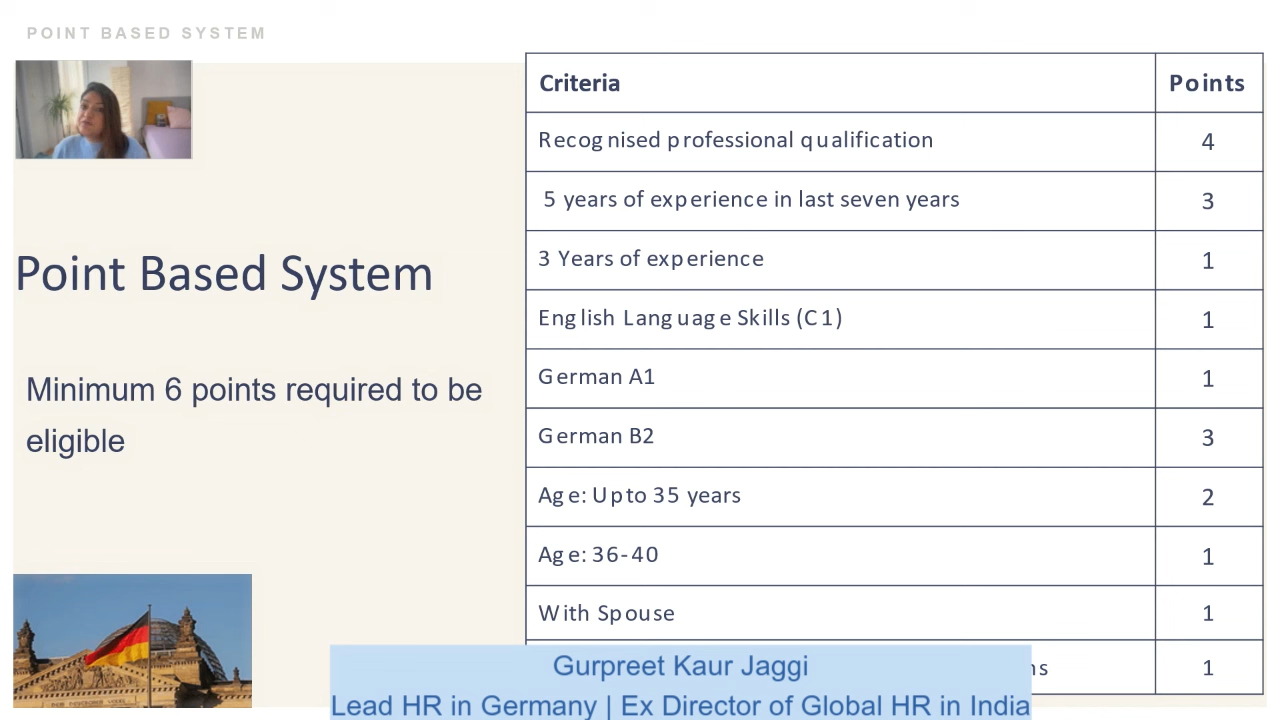 POINT BASED SYSTEM
Point Based System
Minimum 6 points required to be
eligible
Criteria Points
Recognised professional qualification 4
5 years of experience in last seven years 3
3 Years of experience 1
English Language Skills (C1) 1
German A1 1
German B2 3
Age: Upto 35 years 2
Age: 36-40 1
With Spouse 1
1
Gurpreet Kaur Jaggi
Lead HR in Germany | Ex Director of Global HR in India